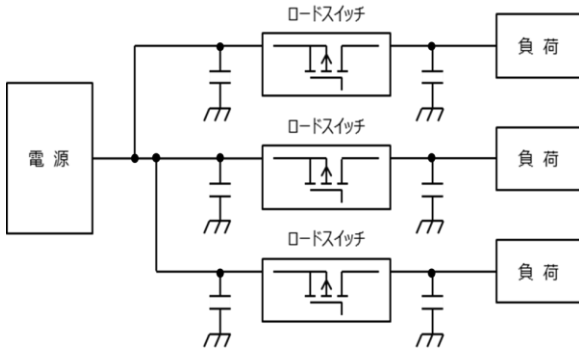 ロードスイッチ
負 荷
ロードスイッチ
電 源
負 荷
ロードスイッチ
負 荷